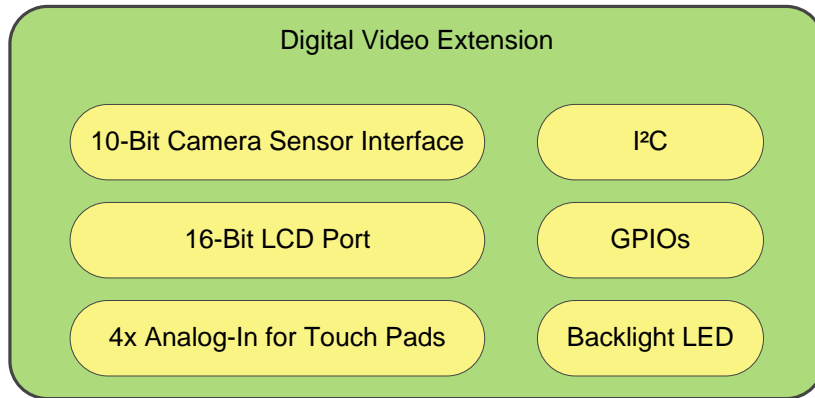 Digital Video Extension
10-Bit Camera Sensor Interface
I²C
16-Bit LCD Port
GPIOs
4x Analog-In for Touch Pads
Backlight LED